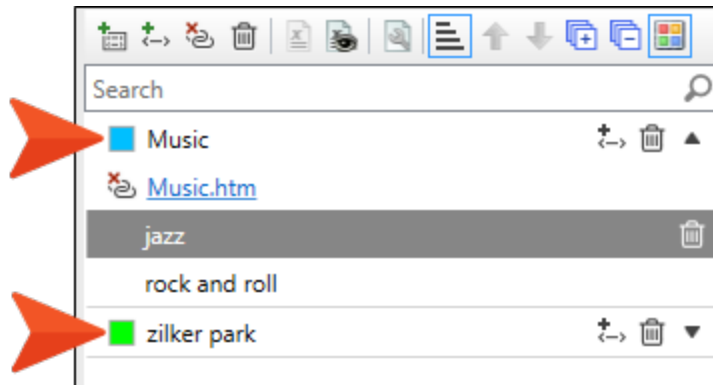 Search
Music
Music.htm
jazz
rock and roll
zilker park